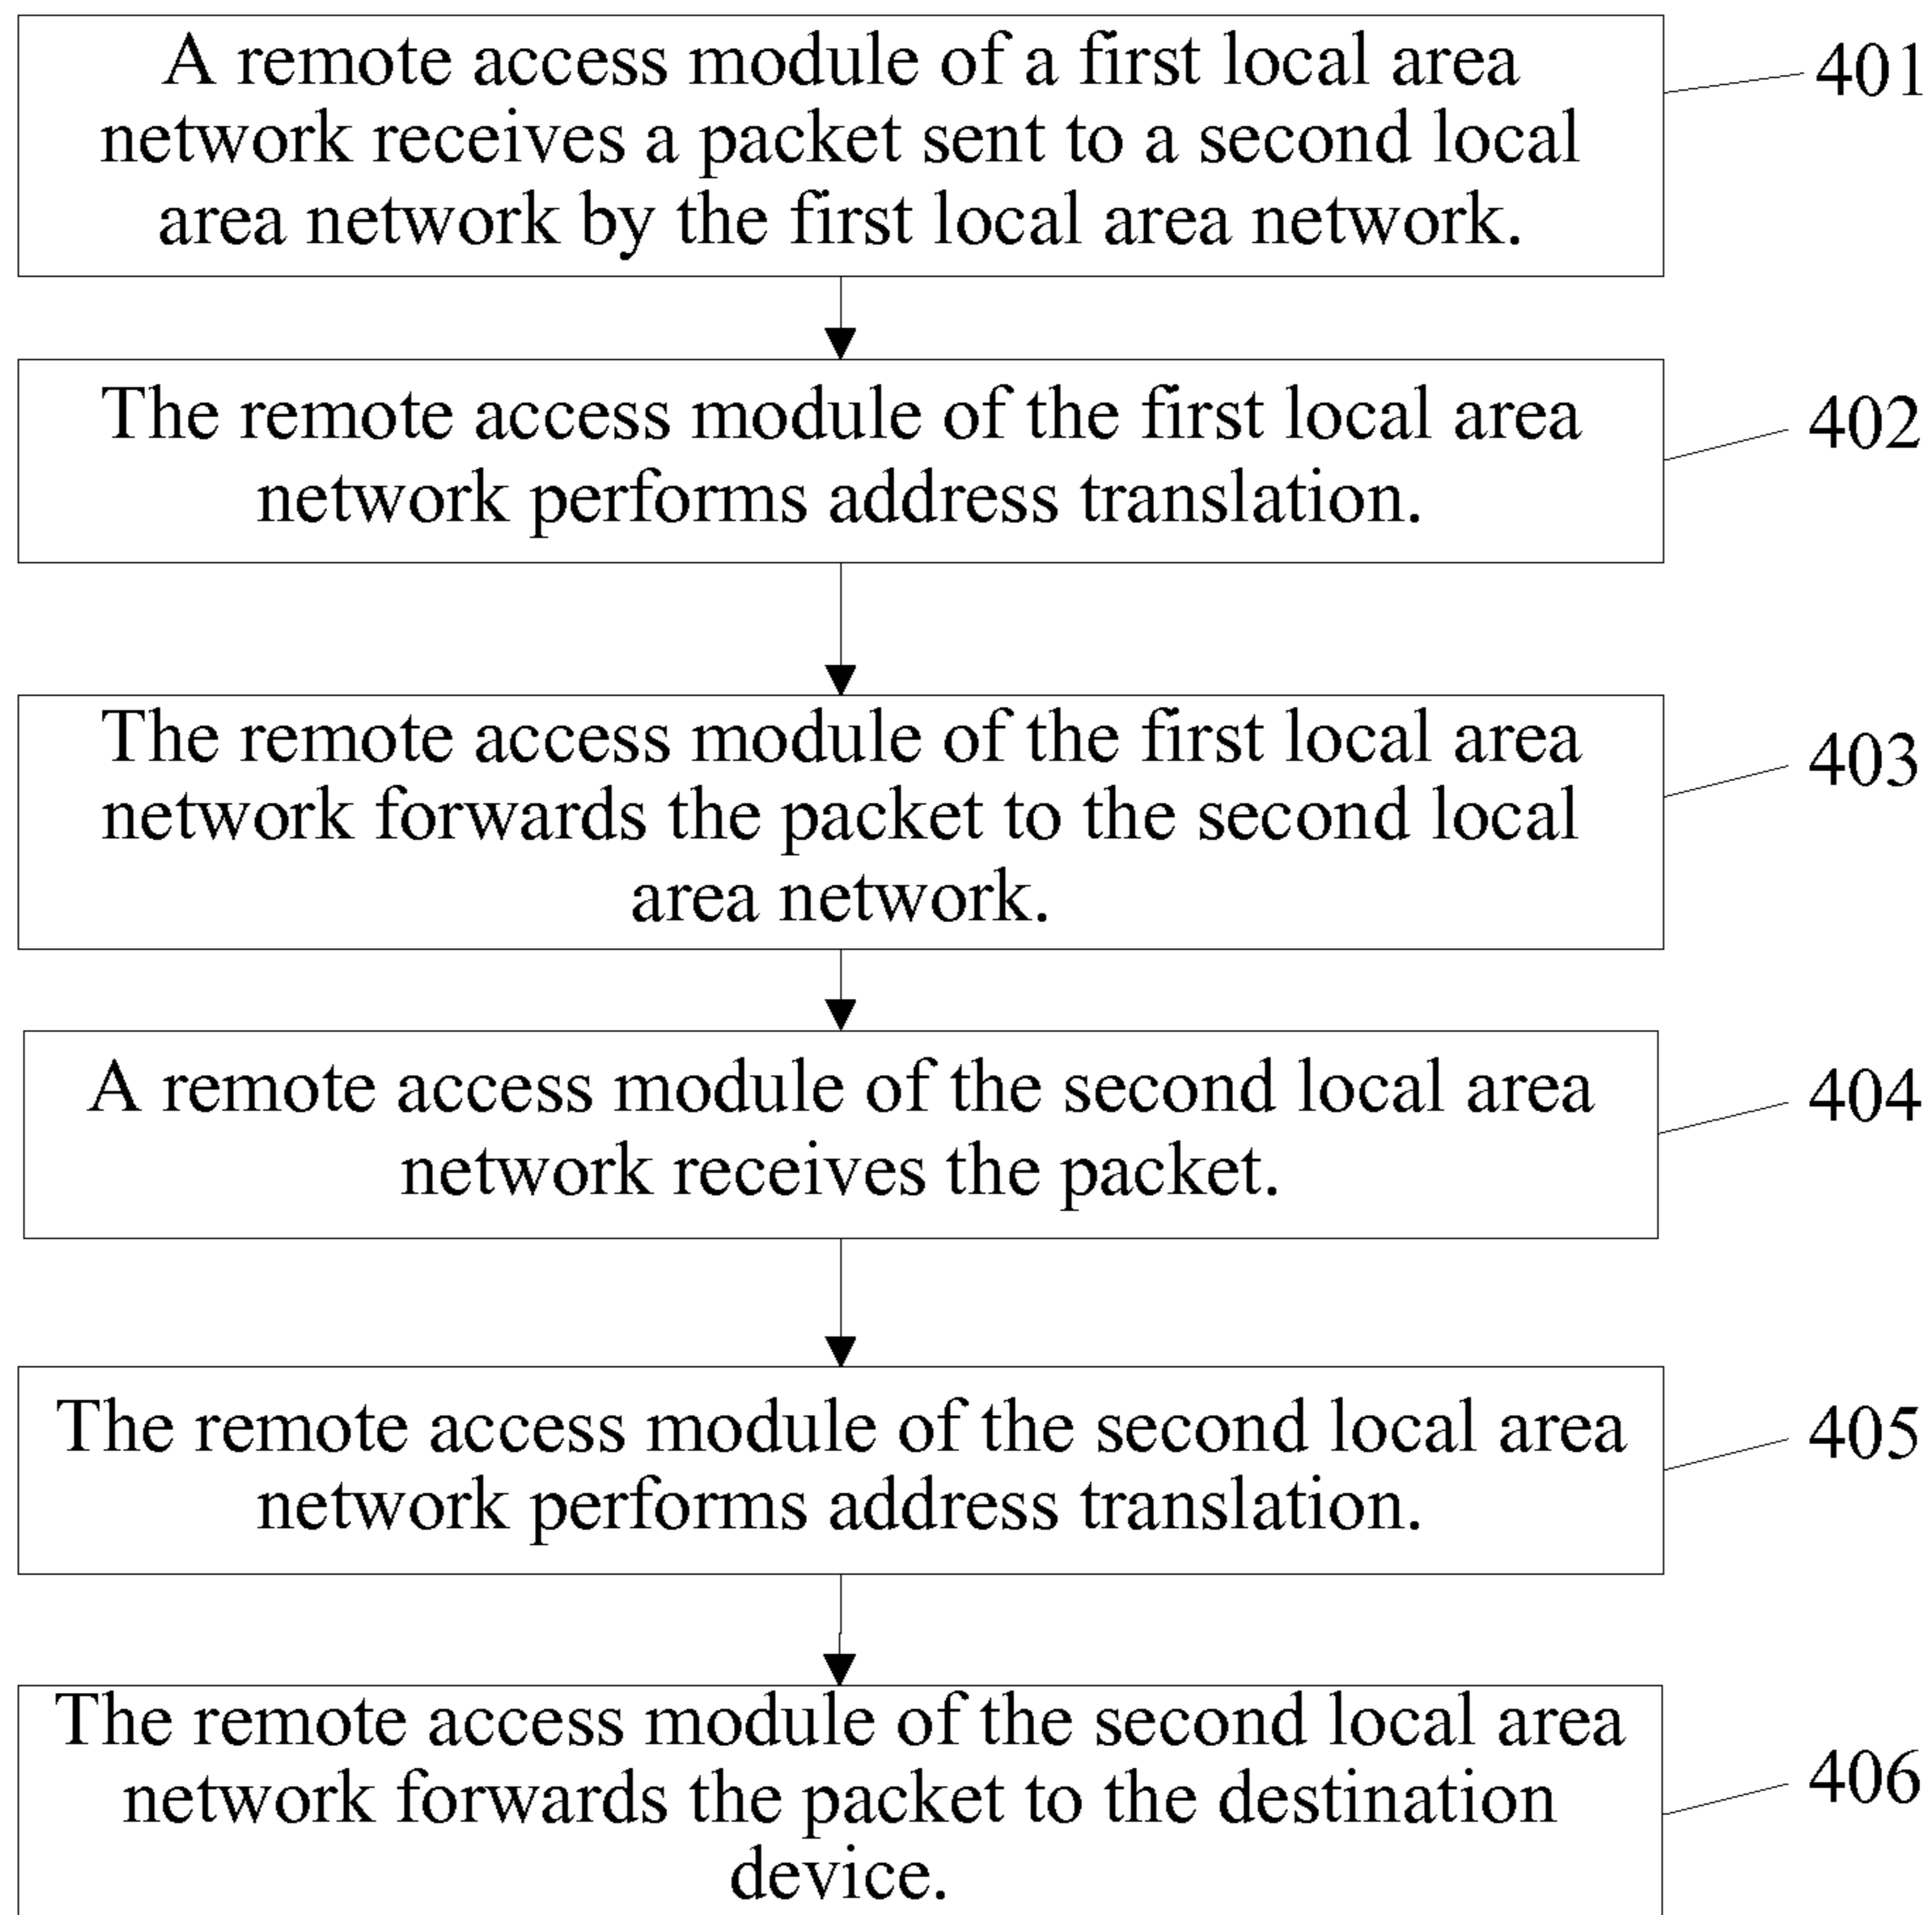 A remote access module of a first local area
network receives a packet sent to a second local
area network by the first local area network.
401
The remote access module of the first local area
network performs address translation.
402
The remote access module of the first local area
network forwards the packet to the second local
area network.
403
A remote access module of the second local area
network receives the packet.
404
The remote access module of the second local area
network performs address translation.
405
The remote access module of the second local area
network forwards the packet to the destination
device.
406